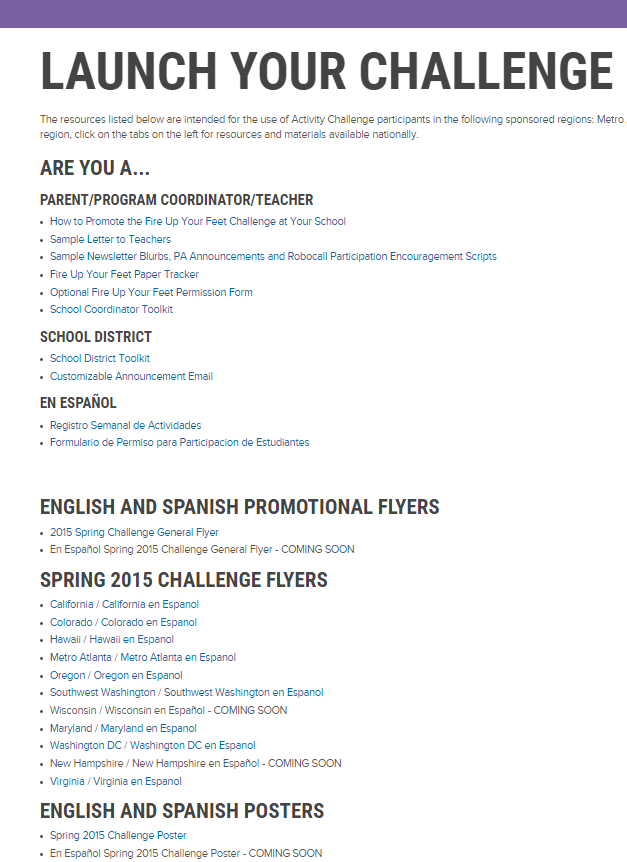 LAUNCH YOUR CHALLENGE
The resources listed below are intended for the use of Activity Challenge participants in the following sponsored regions: Metro
region, click on the tabs on the left for resources and materials available nationally.
ARE YOU A...
PARENT/PROGRAM COORDINATOR/TEACHER
• How to Promote the Fire Up Your Feet Challenge at Your School
• Sample Letter to Teachers
• Sample Newsletter Blurbs, PA Announcements and Robocall Participation Encouragement Scripts
• Fire Up Your Feet Paper Tracker
• Optional Fire Up Your Feet Permission Form
• School Coordinator Toolkit
SCHOOL DISTRICT
• School District Toolkit
• Customizable Announcement Email
EN ESPAÑOL
• Registro Semanal de Actividades
• Formulario de Permiso para Participacion de Estudiantes
ENGLISH AND SPANISH PROMOTIONAL FLYERS
• 2015 Spring Challenge General Flyer
• En Español Spring 2015 Challenge General Flyer - COMING SOON
SPRING 2015 CHALLENGE FLYERS
• California / California en Espanol
• Colorado / Colorado en Espanol
• Hawaii / Hawaii en Espanol
• Metro Atlanta / Metro Atlanta en Espanol
• Oregon / Oregon en Espanol
• Southwest Washington / Southwest Washington en Espanol
• Wisconsin / Wisconsin en Español - COMING SOON
• Maryland / Maryland en Espanol
• Washington DC / Washington DC en Espanol
• New Hampshire / New Hampshire en Español - COMING SOON
• Virginia / Virginia en Espanol
ENGLISH AND SPANISH POSTERS
• Spring 2015 Challenge Poster
• En Español Spring 2015 Challenge Poster - COMING SOON